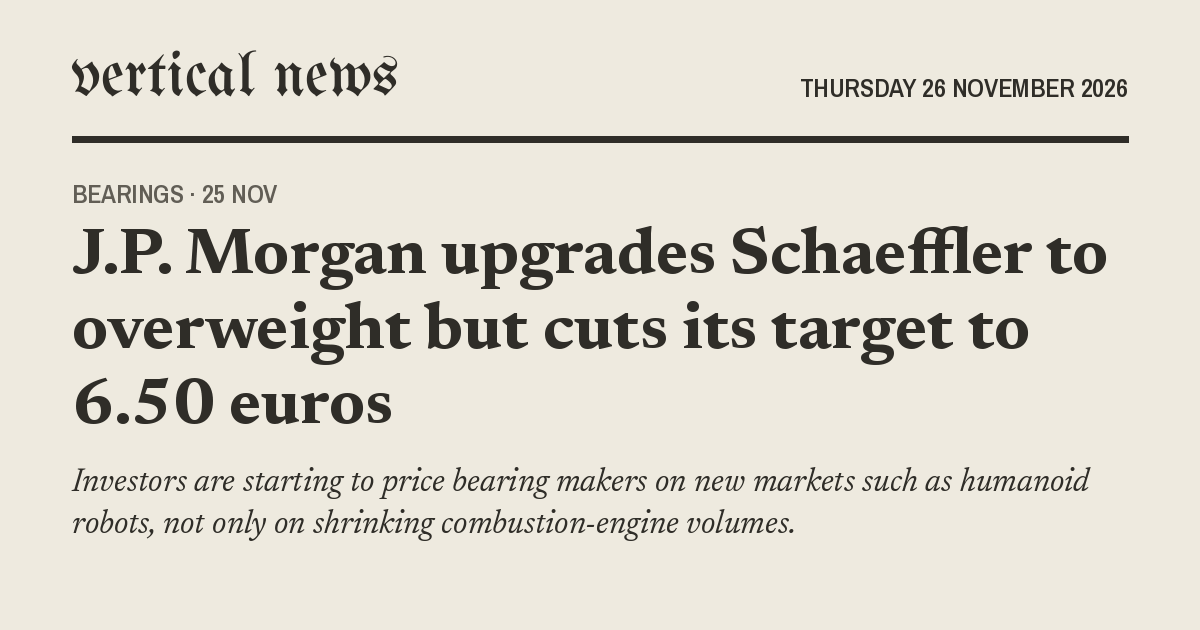 vertical news
THURSDAY 26 NOVEMBER 2026
BEARINGS · 25 NOV
J.P. Morgan upgrades Schaeffler to
overweight but cuts its target to
6.50 euros
Investors are starting to price bearing makers on new markets such as humanoid
robots, not only on shrinking combustion-engine volumes.